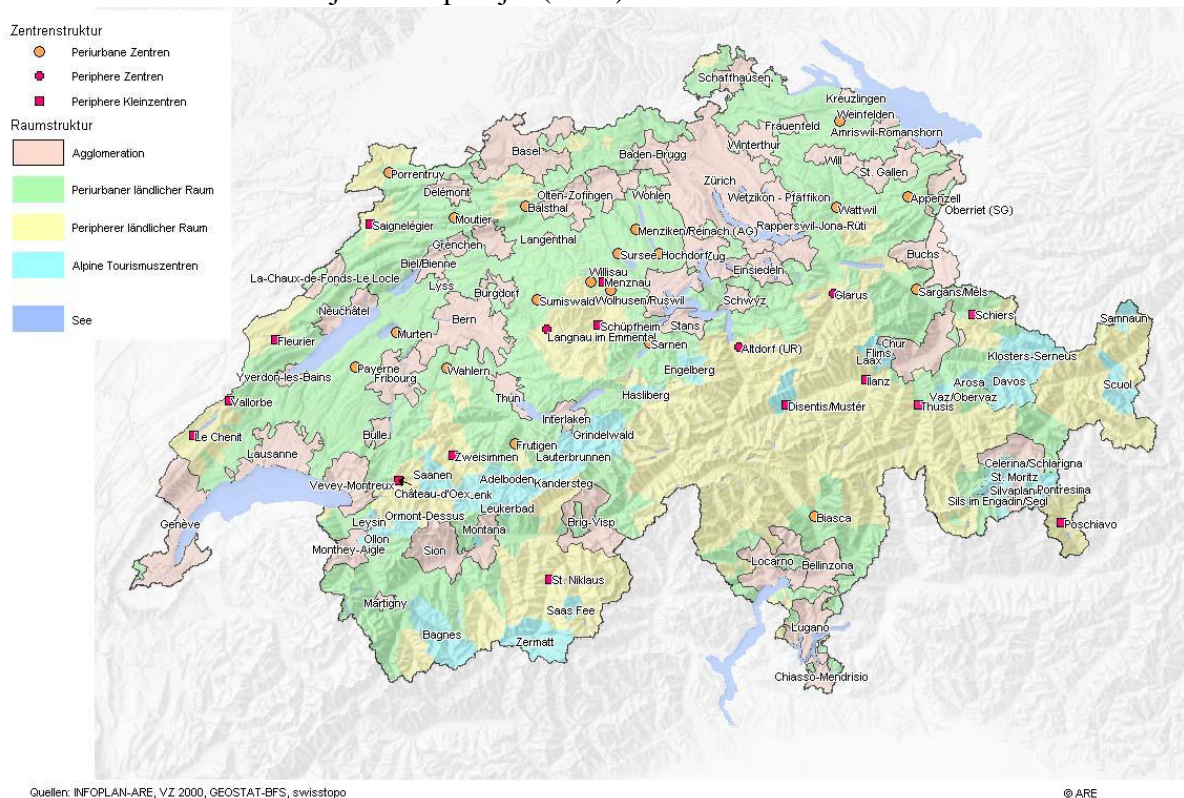 Zentrenstruktur
Periurbane Zentren
Periphere Zentren
Periphere Kleinzentren
Raumstruktur
Agglomeration
Periurbaner ländlicher Raum
Peripherer ländlicher Raum
Alpine Tourismuszentren
See
Schaffhausen
Kreuzlingen
Weinfelden
Frauenfeld
Amriswil-Romanshorn
Basel
Baden-Brugg
Winterthur
Will
St. Gallen
Porrentruy
Delémont
Olten-Zofingen
Wohlen
Zürich
Wetzikon - Pfäffikon
Appenzell
Balsthal
Wattwil
Oberriet (SG)
Saignelégier
Moutier
Langenthal
Menziken/Reinach (AG)
Rapperswil-Jona-Rüti
Grenchen
Sursee
Hochdorf
Zug
Buchs
La-Chaux-de-Fonds-Le Locle
Biel/Bienne
Lyss
Willisau
Menznau
Einsiedeln
Burgdorf
Sumiswald
Wolhusen/Ruswil
Schwyz
Glarus
Sargans/Mels
Neuchâtel
Bern
Schüpfheim
Stans
Schiers
Samnaun
Fleurier
Murten
Langnau im Emmental
Sarnen
Altdorf (UR)
Chur
Flims
Laax
Klosters-Serneus
Yverdon-les-Bains
Payerne
Fribourg
Wahlern
Engelberg
Ilanz
Arosa
Davos
Scuol
Vallorbe
Thun
Hasliberg
Disentis/Mustér
Vaz/Obervaz
Thusis
Le Chenit
Bulle
Interlaken
Grindelwald
Lausanne
Frutigen
Zweisimmen
Lauterbrunnen
Celerina/Schlarigna
Vevey-Montreux
Saanen
Adelboden
Kandersteg
St. Moritz
Château-d'Oex
enk
Silvaplana
Pontresina
Sils im Engadin/Segl
Genève
Leysin
Ormont-Dessus
Leukerbad
Brig-Visp
Biasca
Poschiavo
Ollon
Montana
Monthey-Aigle
Sion
Locarno
Bellinzona
St. Niklaus
Martigny
Saas Fee
Bagnes
Zermatt
Lugano
Chiasso-Mendrisio
Quellen: INFOPLAN-ARE, VZ 2000, GEOSTAT-BFS, swisstopo
© ARE